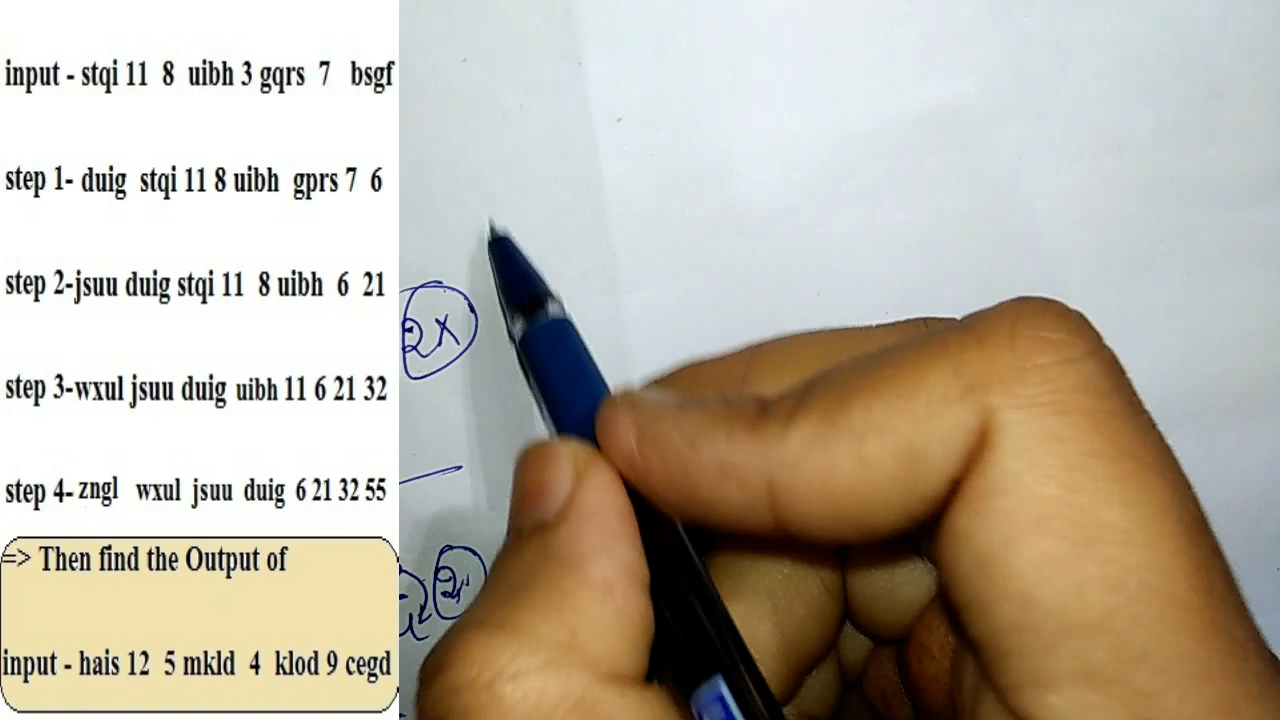 input - stqi 11 8 uibh 3 gqrs 7 bsgf
step 1- duig stqi 11 8 uibh gprs 7 6
step 2-jsuu duig stqi 11 8 uibh 6 21
step 3-wxul jsuu duig uibh 11 6 21 32
step 4- zngl wxul jsuu duig 6 21 32 55
=> Then find the Output of
input - hais 12 5 mkld 4 klod 9 cegd
2x